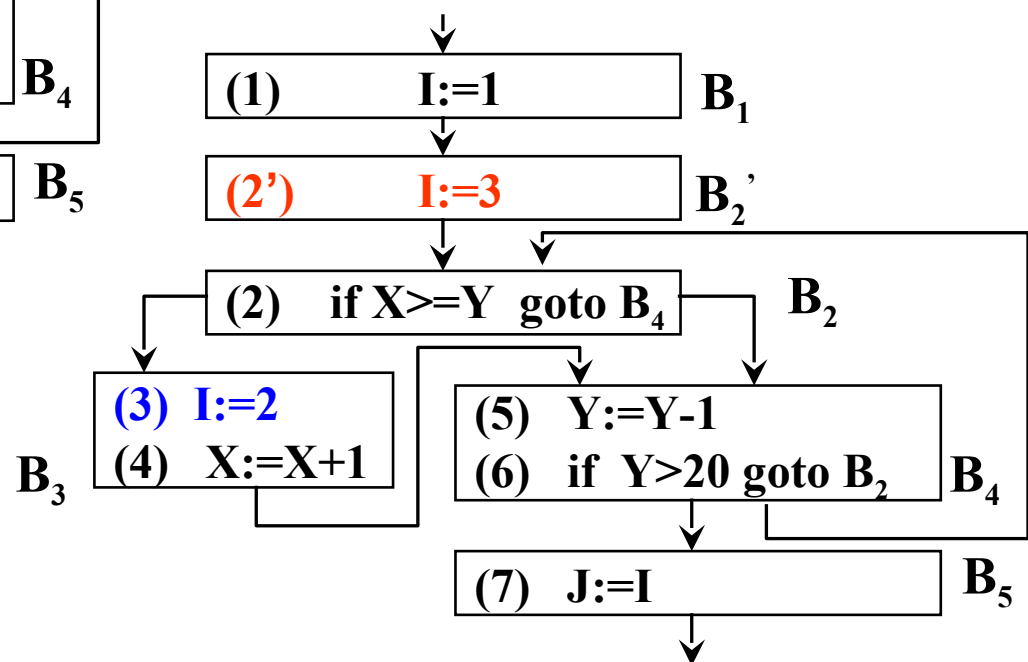 B₄
B₅
(1) I:=1 B₁
(2’) I:=3 B₂’
(2) if X>=Y goto B₄ B₂
(3) I:=2
(4) X:=X+1
B₃
(5) Y:=Y-1
(6) if Y>20 goto B₂ B₄
(7) J:=I B₅